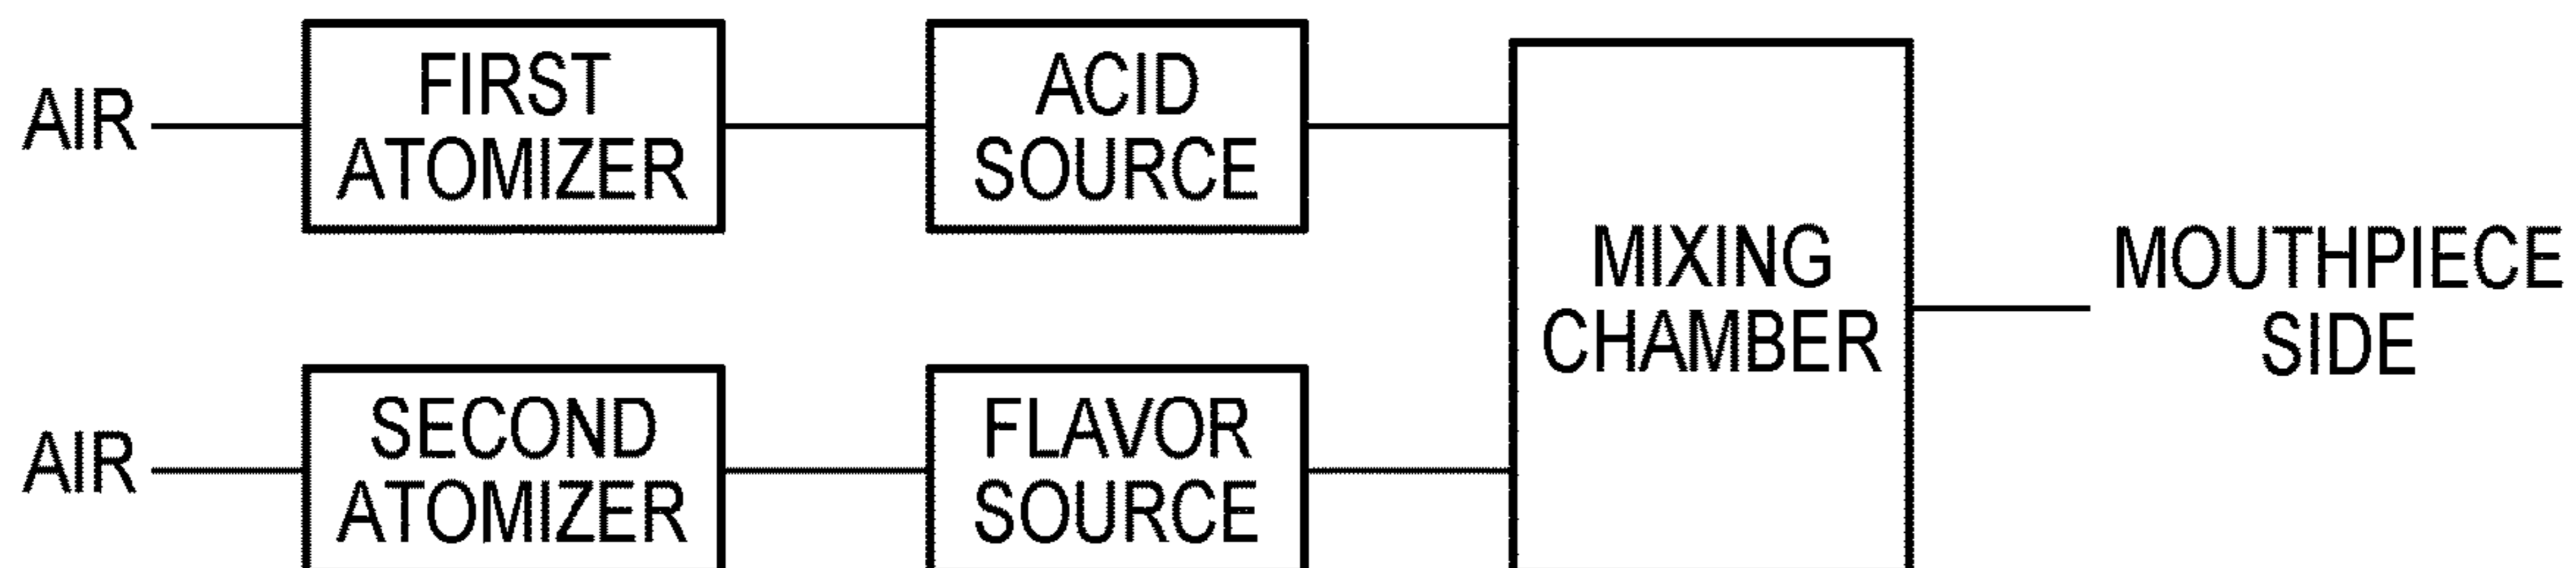 AIR
FIRST
ATOMIZER
ACID
SOURCE
MIXING
CHAMBER
MOUTHPIECE
SIDE
AIR
SECOND
ATOMIZER
FLAVOR
SOURCE